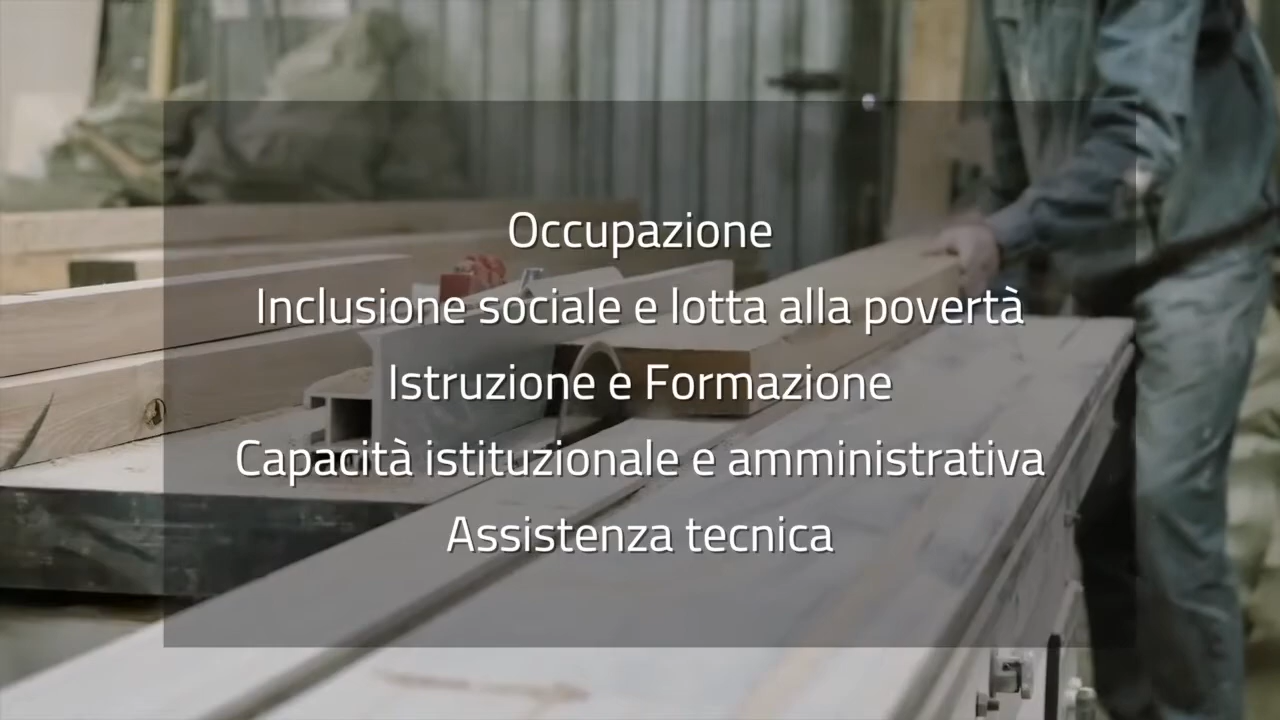 Occupazione
Inclusione sociale e lotta alla povertà
Istruzione e Formazione
Capacità istituzionale e amministrativa
Assistenza tecnica